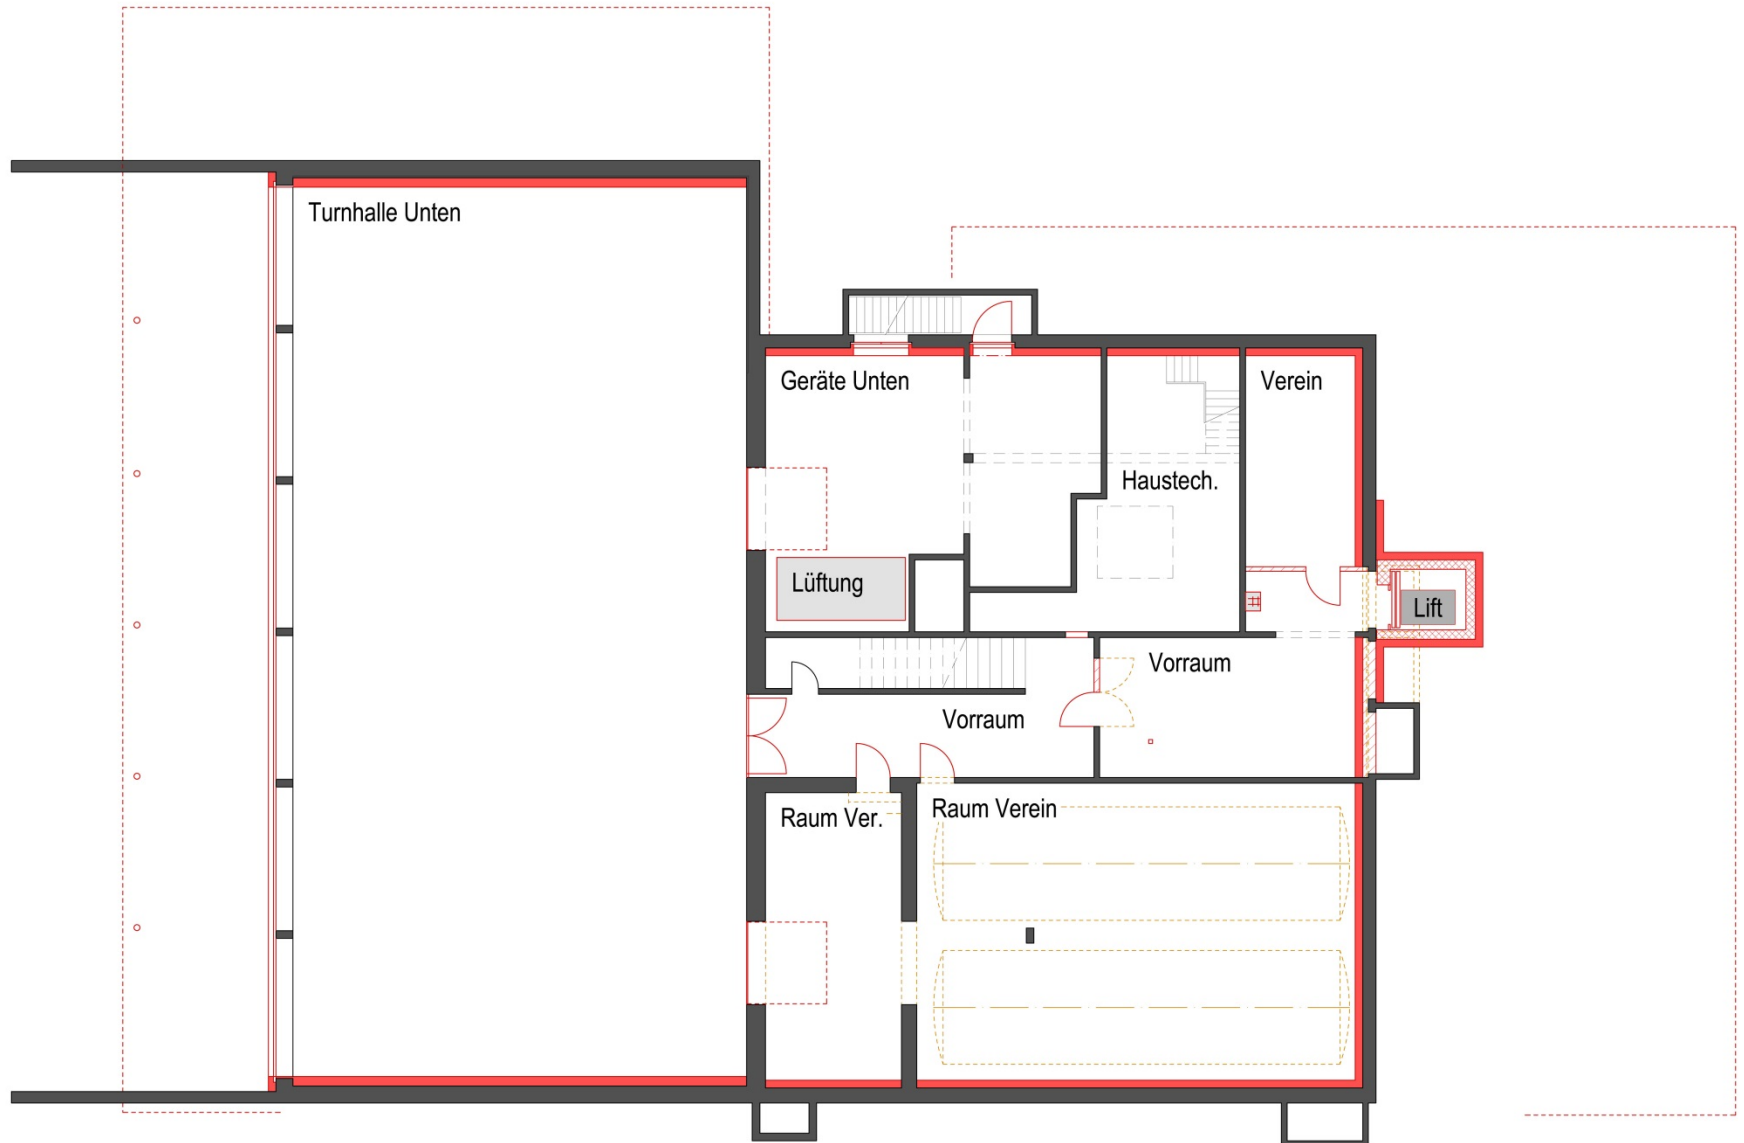 Turnhalle Unten
Geräte Unten
Verein
Haustech.
Lüftung
Lift
Vorraum
Vorraum
Raum Ver.
Raum Verein